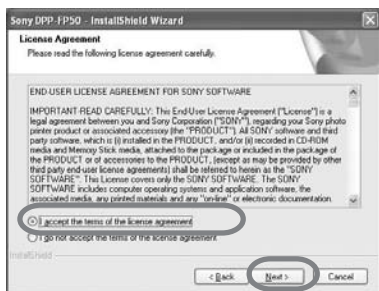 Sony DPP-FP50 - InstallShield Wizard
License Agreement
Please read the following license agreement carefully.
END-USER LICENSE AGREEMENT FOR SONY SOFTWARE
IMPORTANT-READ CAREFULLY: This End-User License Agreement ("License") is a
legal agreement between you and Sony Corporation ("SONY"), regarding your Sony photo
printer product or associated accessory (the "PRODUCT"). All SONY software and third
party software, which is (i) installed in the PRODUCT, and/or (ii) recorded in CD-ROM
media and Memory Stick media, attached to the package or included in the package of
the PRODUCT or of accessories to the PRODUCT, (except as may be provided by other
third party end-user license agreements) shall be referred to herein as the "SONY
SOFTWARE". This License covers only the SONY SOFTWARE. The SONY
SOFTWARE includes computer operating systems and application software, the
associated media, any printed materials and any "on-line" or electronic documentation.
I accept the terms of the license agreement
I do not accept the terms of the license agreement
InstallShield
< Back
Next >
Cancel